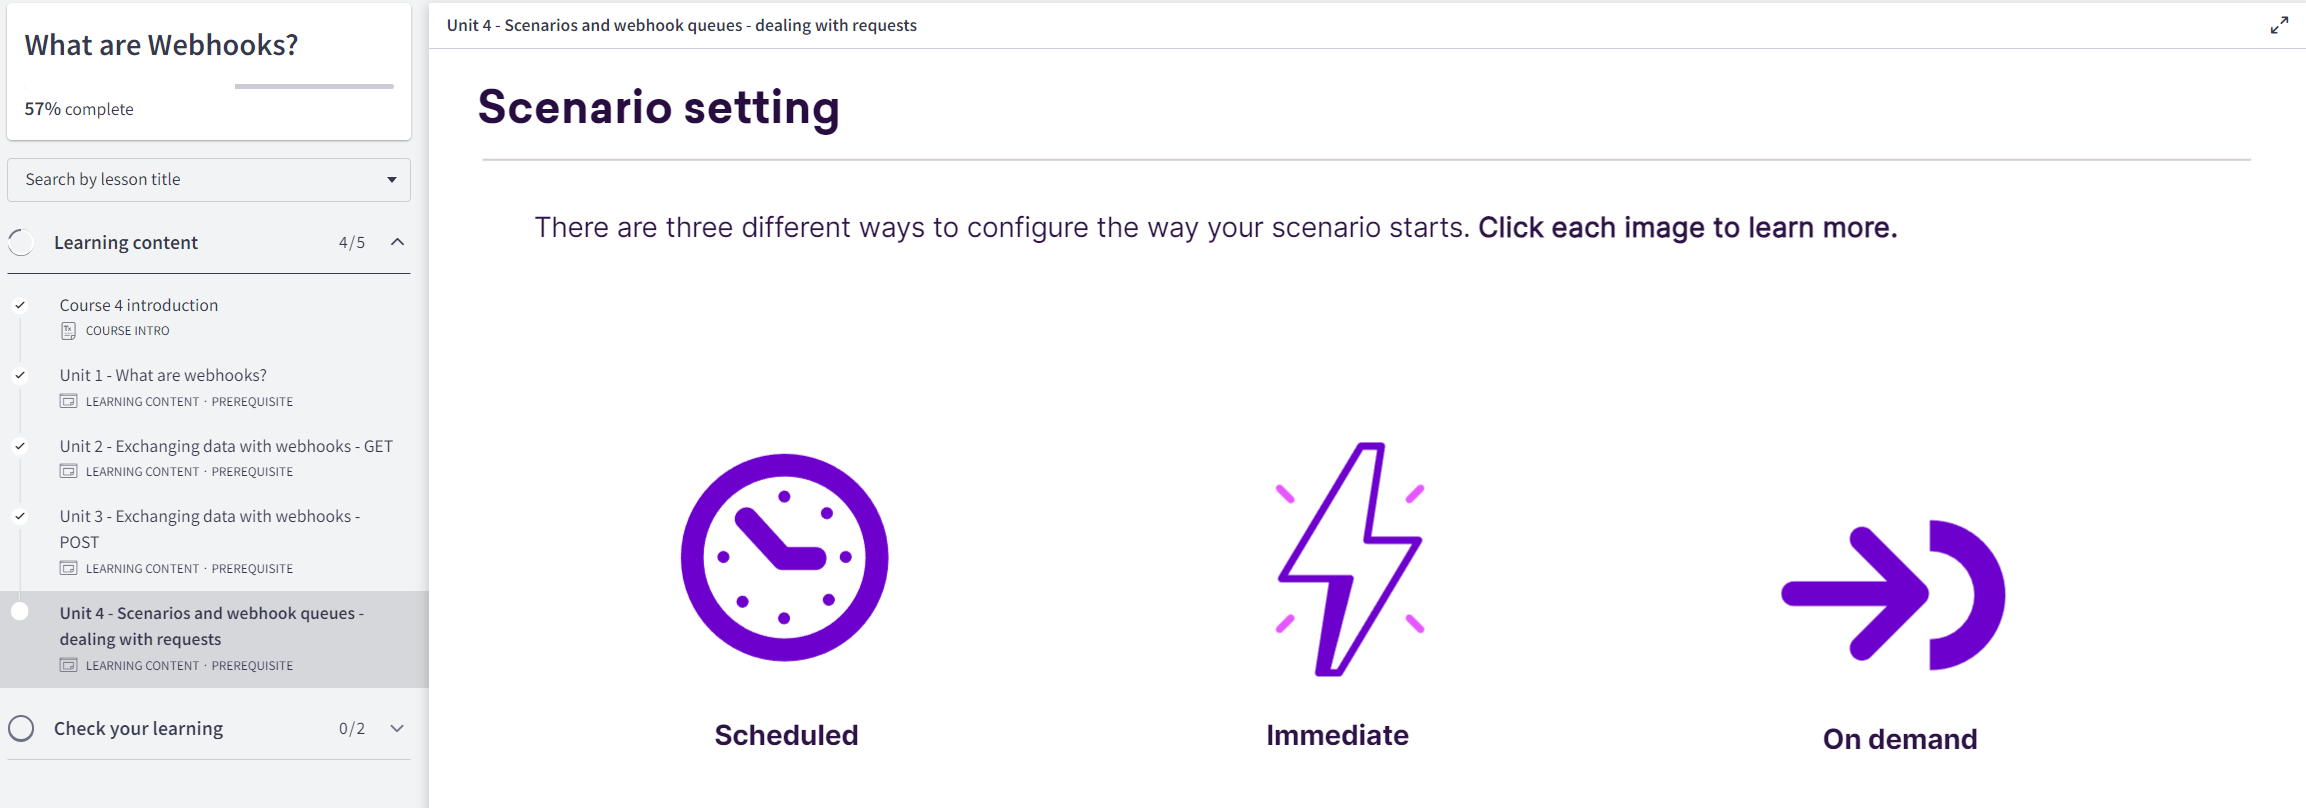 What are Webhooks?
57% complete
Search by lesson title
Learning content 4/5
Course 4 introduction
COURSE INTRO
Unit 1 - What are webhooks?
LEARNING CONTENT · PREREQUISITE
Unit 2 - Exchanging data with webhooks - GET
LEARNING CONTENT · PREREQUISITE
Unit 3 - Exchanging data with webhooks -
POST
LEARNING CONTENT · PREREQUISITE
Unit 4 - Scenarios and webhook queues -
dealing with requests
LEARNING CONTENT · PREREQUISITE
Check your learning 0/2
Unit 4 - Scenarios and webhook queues - dealing with requests
Scenario setting
There are three different ways to configure the way your scenario starts. Click each image to learn more.
Scheduled
Immediate
On demand